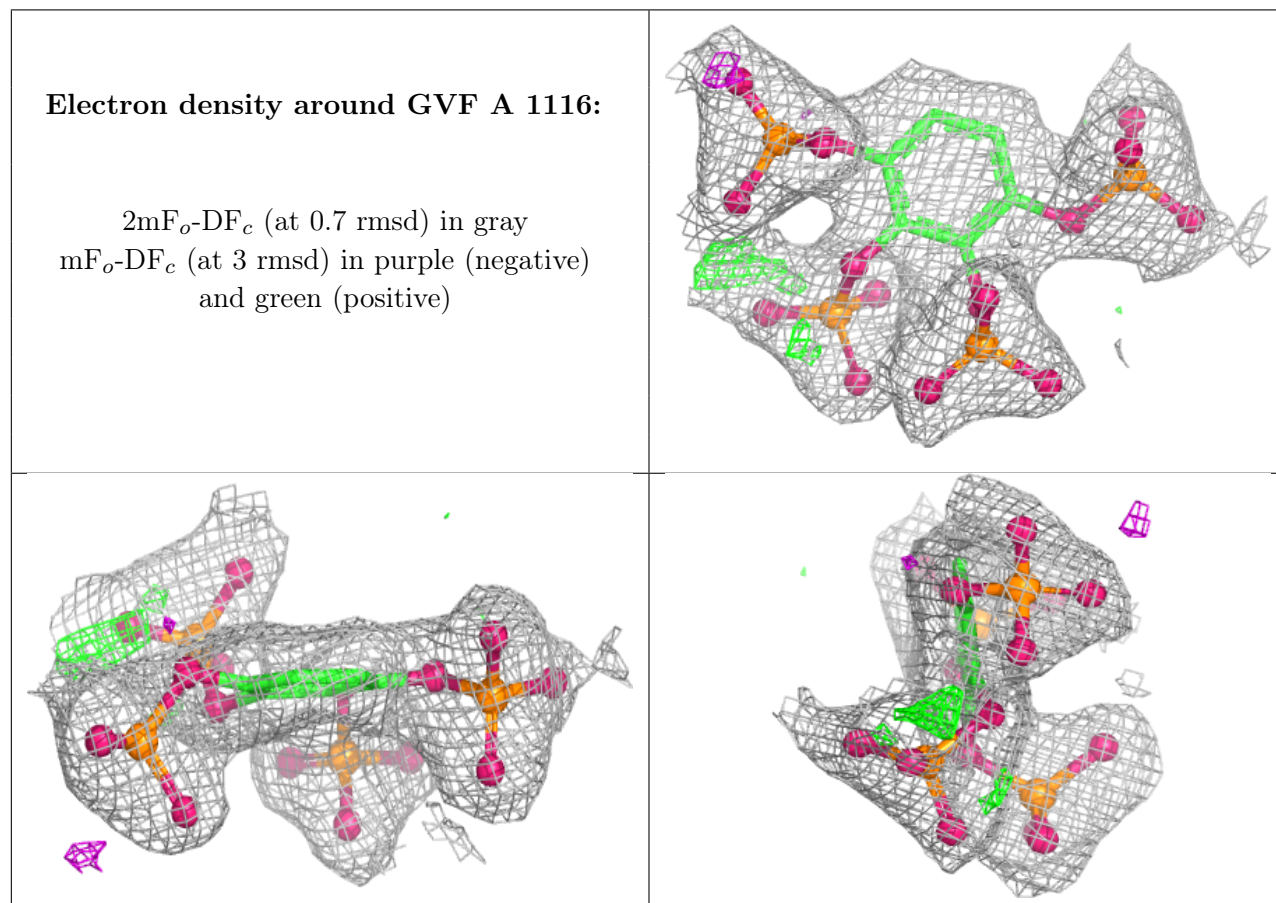 Electron density around GVF A 1116:
2mFo-DFc (at 0.7 rmsd) in gray
mFo-DFc (at 3 rmsd) in purple (negative)
and green (positive)